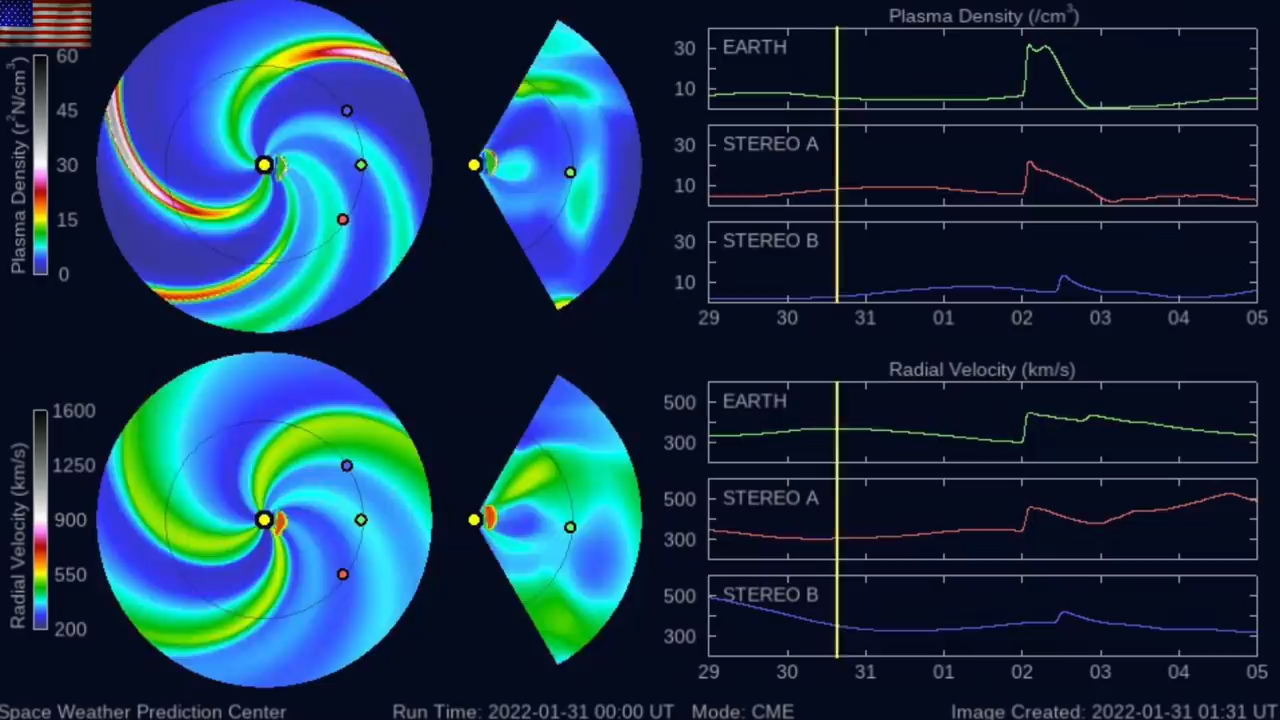 Plasma Density (r²N/cm³)
60
45
30
15
0
Plasma Density (/cm³)
EARTH
30
10
STEREO A
30
10
STEREO B
30
10
29 30 31 01 02 03 04 05
Radial Velocity (km/s)
1600
1250
900
550
200
Radial Velocity (km/s)
EARTH
500
300
STEREO A
500
300
STEREO B
500
300
29 30 31 01 02 03 04 05
Space Weather Prediction Center Run Time: 2022-01-31 00:00 UT Mode: CME Image Created: 2022-01-31 01:31 UT